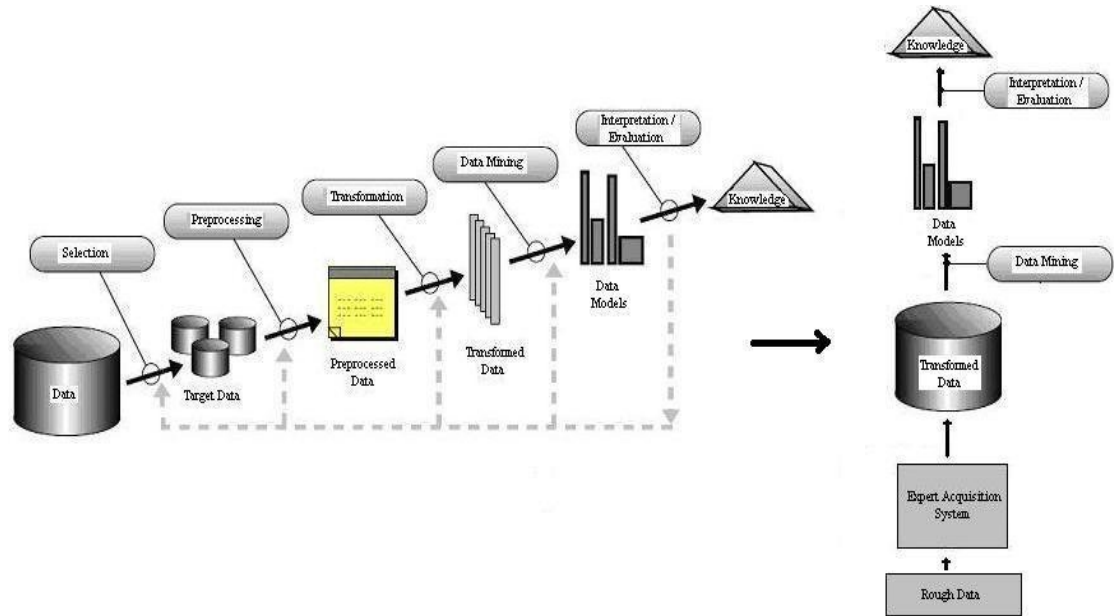 Knowledge
Interpretation /
Evaluation
Data
Models
Data Mining
Transformed
Data
Expert Acquisition
System
Rough Data
Interpretation /
Evaluation
Data Mining
Transformation
Preprocessing
Selection
Knowledge
Data
Models
Transformed
Data
Preprocessed
Data
Target Data
Data